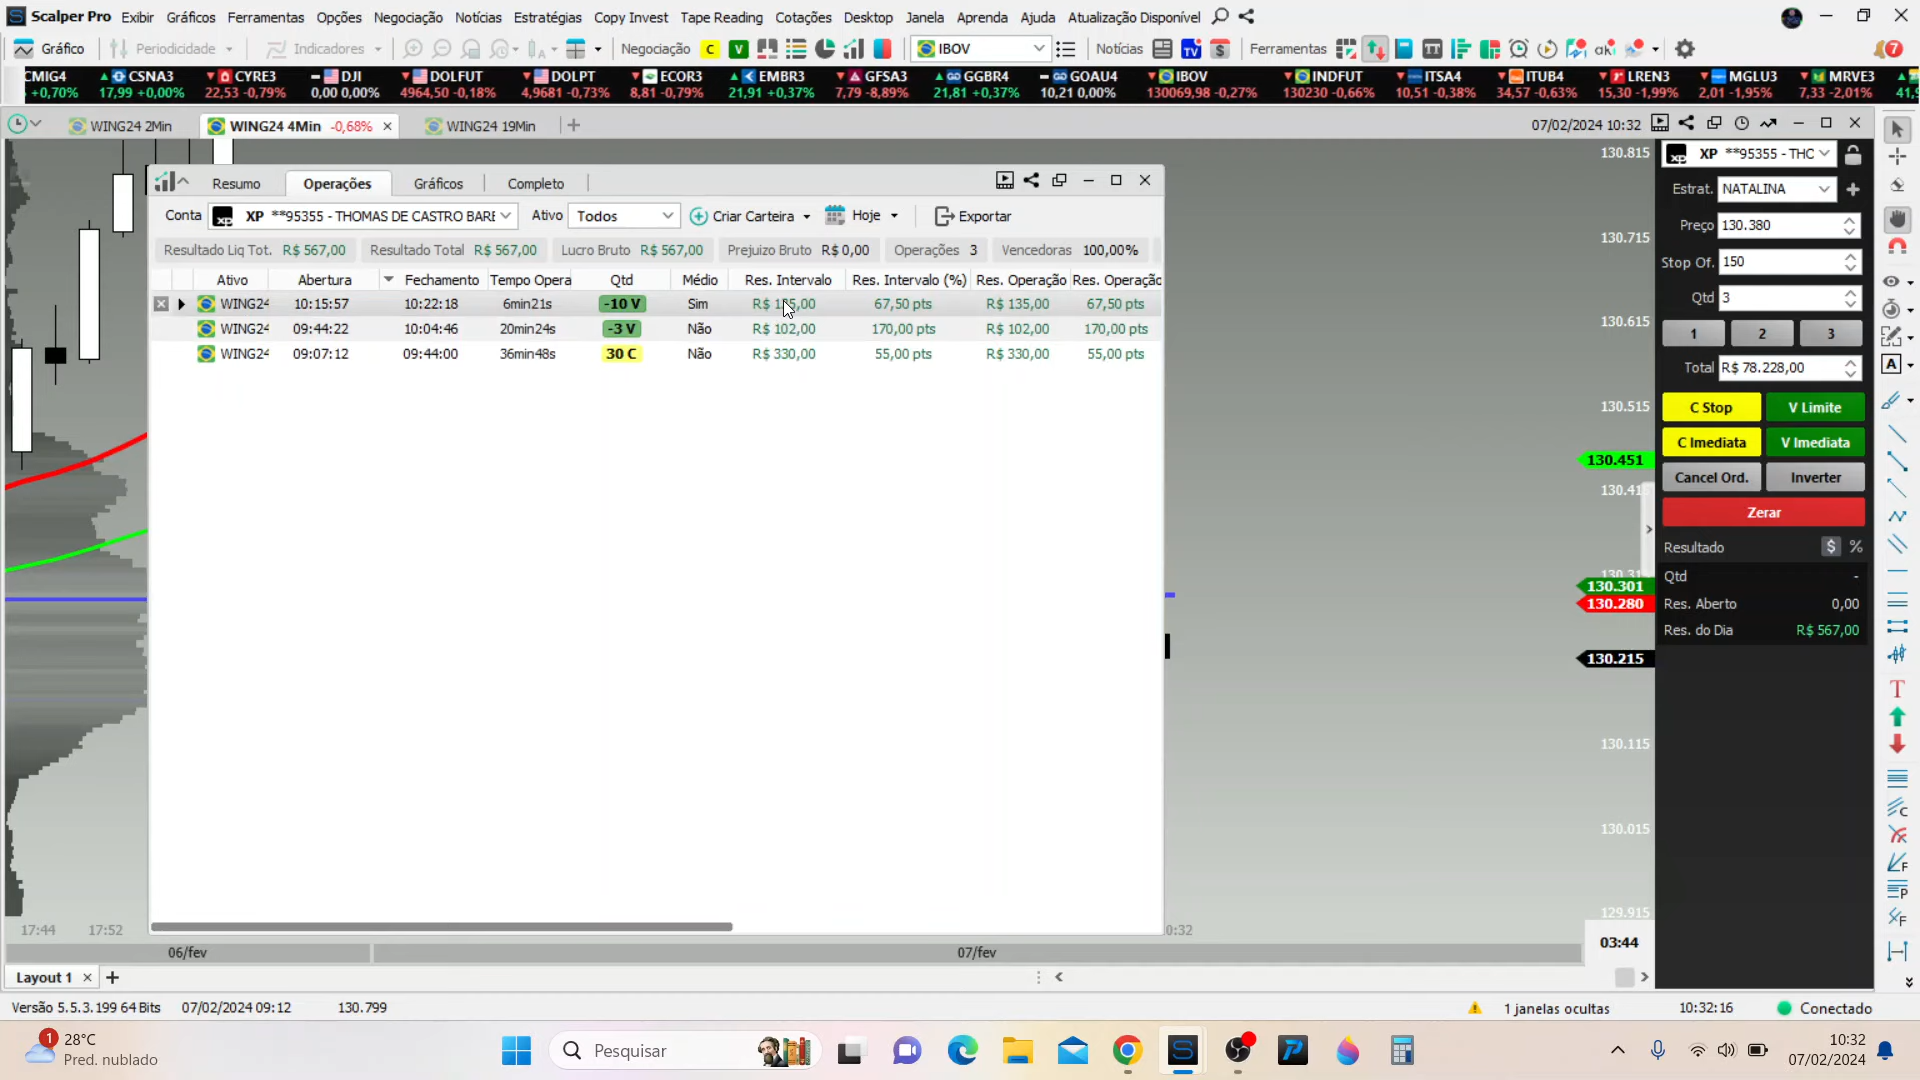 Scalper Pro Exibir Gráficos Ferramentas Opções Negociação Notícias Estratégias Copy Invest Tape Reading Cotações Desktop Janela Aprenda Ajuda Atualização Disponível
Gráfico Periodicidade Indicadores Negociação C V IBOV Notícias TV $ Ferramentas 7
CMIG4 CSNA3 CYRE3 DJI DOLFUT DOLPT ECOR3 EMBR3 GFSA3 GGBR4 GOAU4 IBOV INDFUT ITSA4 ITUB4 LREN3 MGLU3 MRVE3
+0,70% 17,99 +0,00% 22,53 -0,79% 0,00 0,00% 4964,50 -0,18% 4,9681 -0,73% 8,81 -0,79% 21,91 +0,37% 7,79 -8,89% 21,81 +0,37% 10,21 0,00% 130069,98 -0,27% 130230 -0,66% 10,51 -0,38% 34,57 -0,63% 15,30 -1,99% 2,01 -1,95% 7,33 -2,01%
WING24 2Min WING24 4Min -0,68% WING24 19Min 07/02/2024 10:32
Resumo Operações Gráficos Completo
Conta XP **95355 - THOMAS DE CASTRO BARE Ativo Todos Criar Carteira Hoje Exportar
Resultado Liq Tot. R$ 567,00 Resultado Total R$ 567,00 Lucro Bruto R$ 567,00 Prejuizo Bruto R$ 0,00 Operações 3 Vencedoras 100,00%
Ativo Abertura Fechamento Tempo Opera Qtd Médio Res. Intervalo Res. Intervalo (%) Res. Operação Res. Operação
WING24 10:15:57 10:22:18 6min21s -10 V Sim R$ 135,00 67,50 pts R$ 135,00 67,50 pts
WING24 09:44:22 10:04:46 20min24s -3 V Não R$ 102,00 170,00 pts R$ 102,00 170,00 pts
WING24 09:07:12 09:44:00 36min48s 30 C Não R$ 330,00 55,00 pts R$ 330,00 55,00 pts
130.815
130.715
130.615
130.515
130.451
130.301
130.280
130.215
130.115
130.015
129.915
XP **95355 - THC
Estrat. NATALINA
Preço 130.380
Stop Of. 150
Qtd 3
1 2 3
Total R$ 78.228,00
C Stop V Limite
C Imediata V Imediata
Cancel Ord. Inverter
Zerar
Resultado $ %
Qtd -
Res. Aberto 0,00
Res. do Dia R$ 567,00
17:44 17:52 0:32
06/fev 07/fev 03:44
Layout 1
Versão 5.5.3.199 64 Bits 07/02/2024 09:12 130.799 1 janelas ocultas 10:32:16 Conectado
1 28°C
Pred. nublado
Pesquisar
10:32
07/02/2024